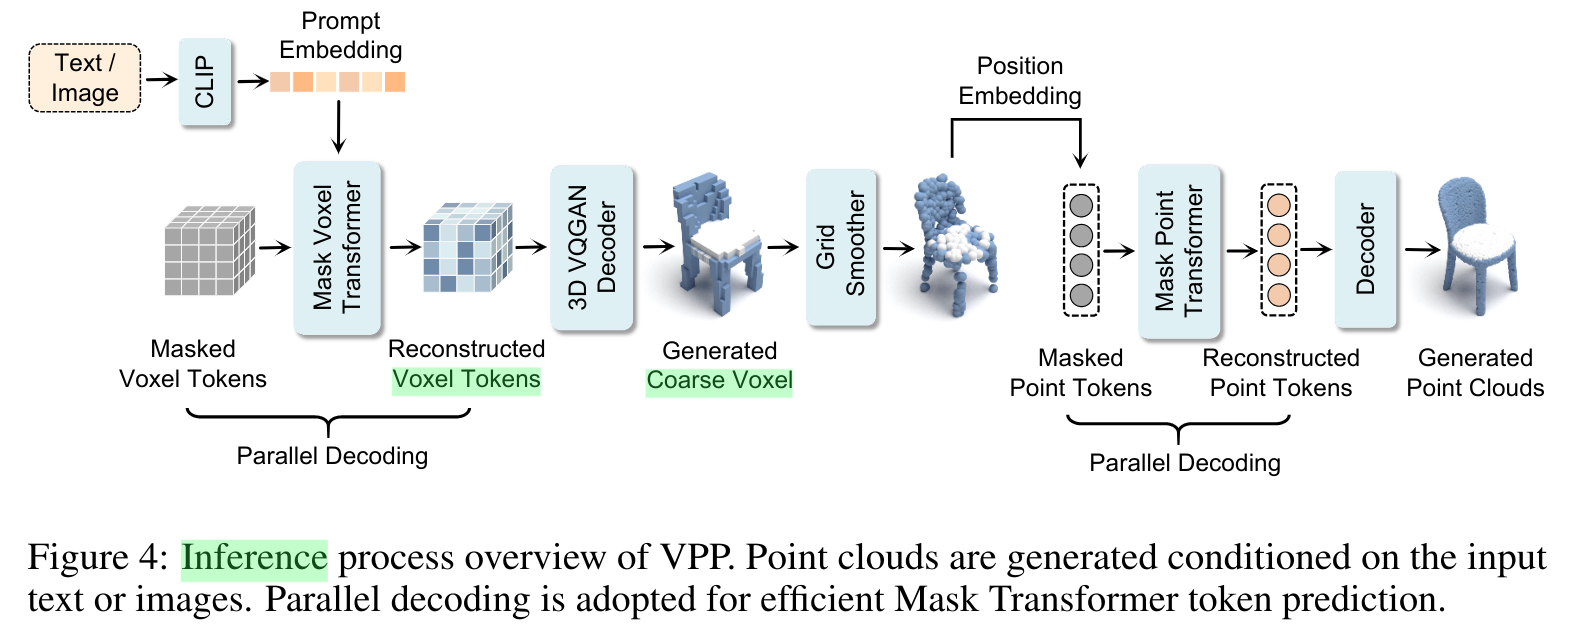 Text /
Image
CLIP
Prompt
Embedding
Position
Embedding
Mask Voxel
Transformer
3D VQGAN
Decoder
Grid
Smoother
Mask Point
Transformer
Decoder
Masked
Voxel Tokens
Reconstructed
Voxel Tokens
Generated
Coarse Voxel
Masked
Point Tokens
Reconstructed
Point Tokens
Generated
Point Clouds
Parallel Decoding
Parallel Decoding
Figure 4: Inference process overview of VPP. Point clouds are generated conditioned on the input
text or images. Parallel decoding is adopted for efficient Mask Transformer token prediction.